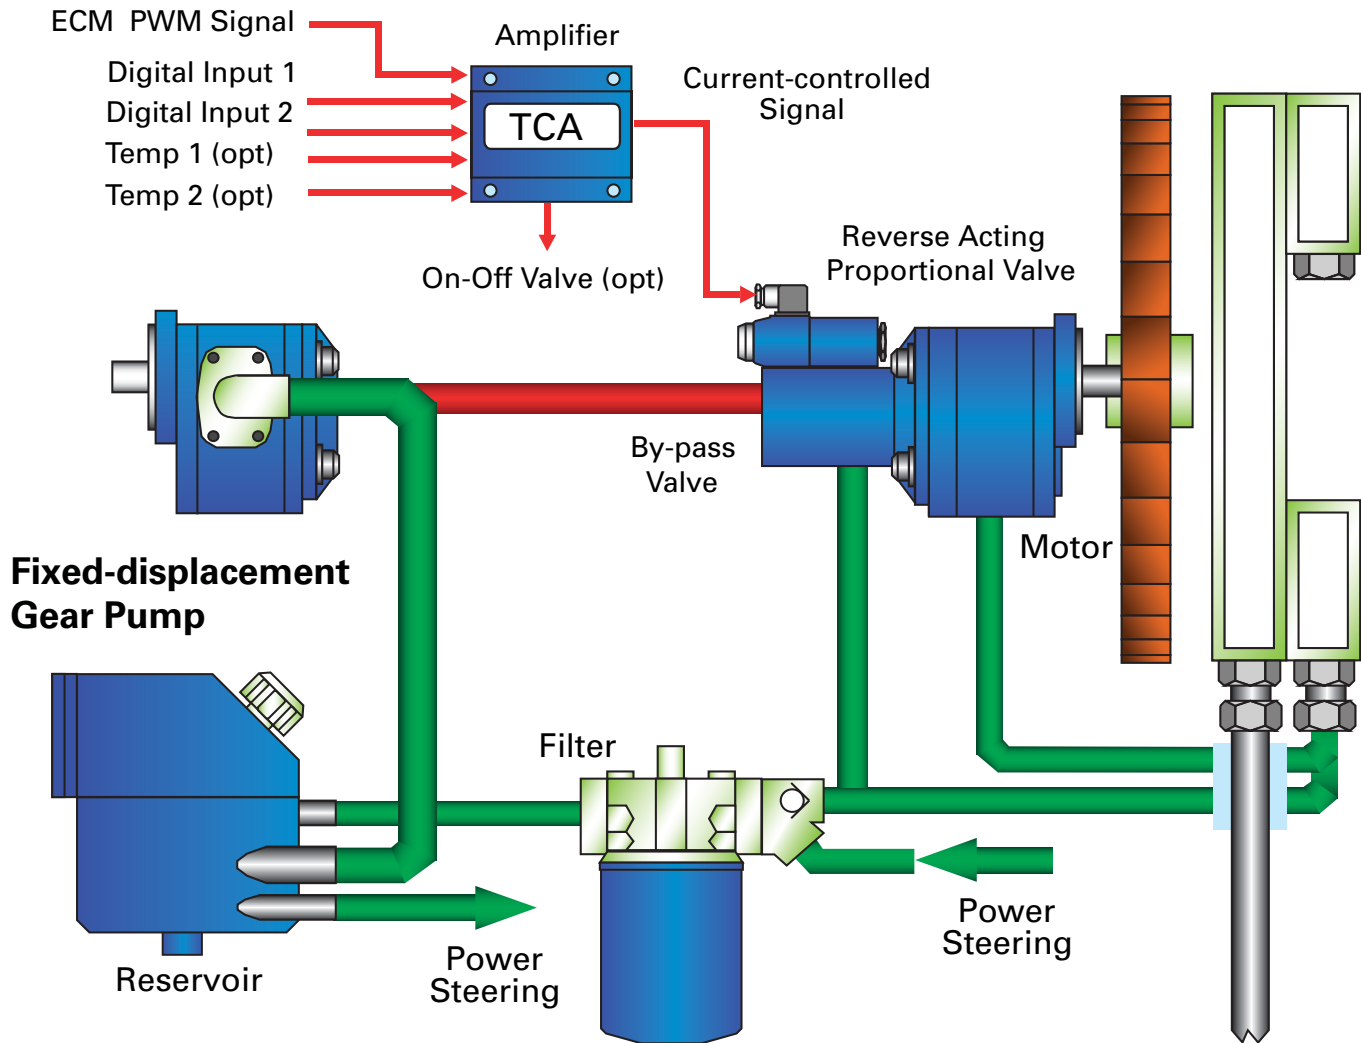 ECM PWM Signal
Amplifier
Digital Input 1
Digital Input 2
Temp 1 (opt)
Temp 2 (opt)
TCA
Current-controlled
Signal
On-Off Valve (opt)
Reverse Acting
Proportional Valve
By-pass
Valve
Motor
Fixed-displacement
Gear Pump
Filter
Reservoir
Power
Steering
Power
Steering